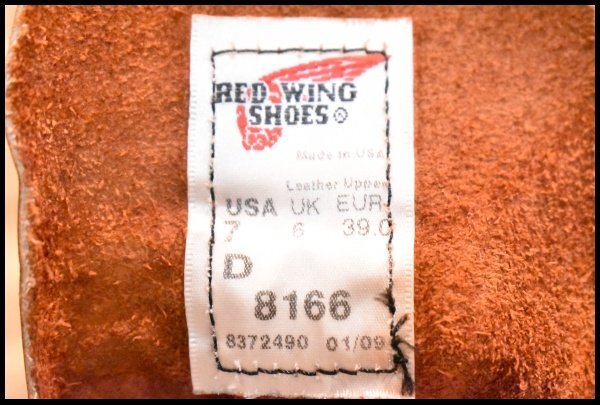 RED WING
SHOES®
Made in USA
Leather Upper
USA UK EUR
7 6 39.0
D
8166
8372490 01/09